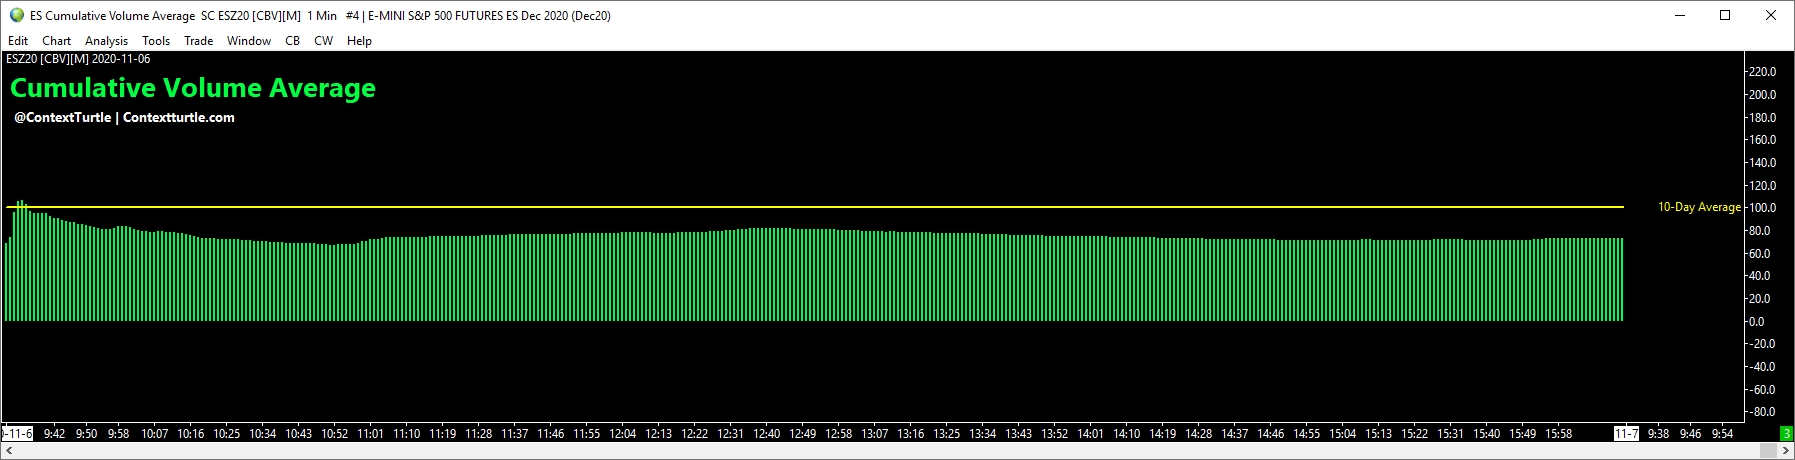 ES Cumulative Volume Average  SC ESZ20 [CBV][M]  1 Min   #4 | E-MINI S&P 500 FUTURES ES Dec 2020 (Dec20)
Edit Chart Analysis Tools Trade Window CB CW Help
ESZ20 [CBV][M] 2020-11-06
Cumulative Volume Average
@ContextTurtle | Contextturtle.com
220.0
200.0
180.0
160.0
140.0
120.0
10-Day Average 100.0
80.0
60.0
40.0
20.0
0.0
-20.0
-40.0
-60.0
-80.0
0-11-6 9:42 9:50 9:58 10:07 10:16 10:25 10:34 10:43 10:52 11:01 11:10 11:19 11:28 11:37 11:46 11:55 12:04 12:13 12:22 12:31 12:40 12:49 12:58 13:07 13:16 13:25 13:34 13:43 13:52 14:01 14:10 14:19 14:28 14:37 14:46 14:55 15:04 15:13 15:22 15:31 15:40 15:49 15:58 11-7 9:38 9:46 9:54 3